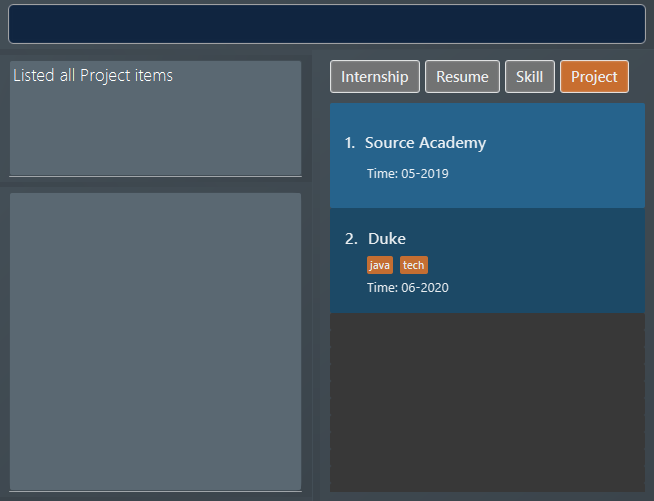 Listed all Project items
Internship Resume Skill Project
1. Source Academy
Time: 05-2019
2. Duke
java tech
Time: 06-2020